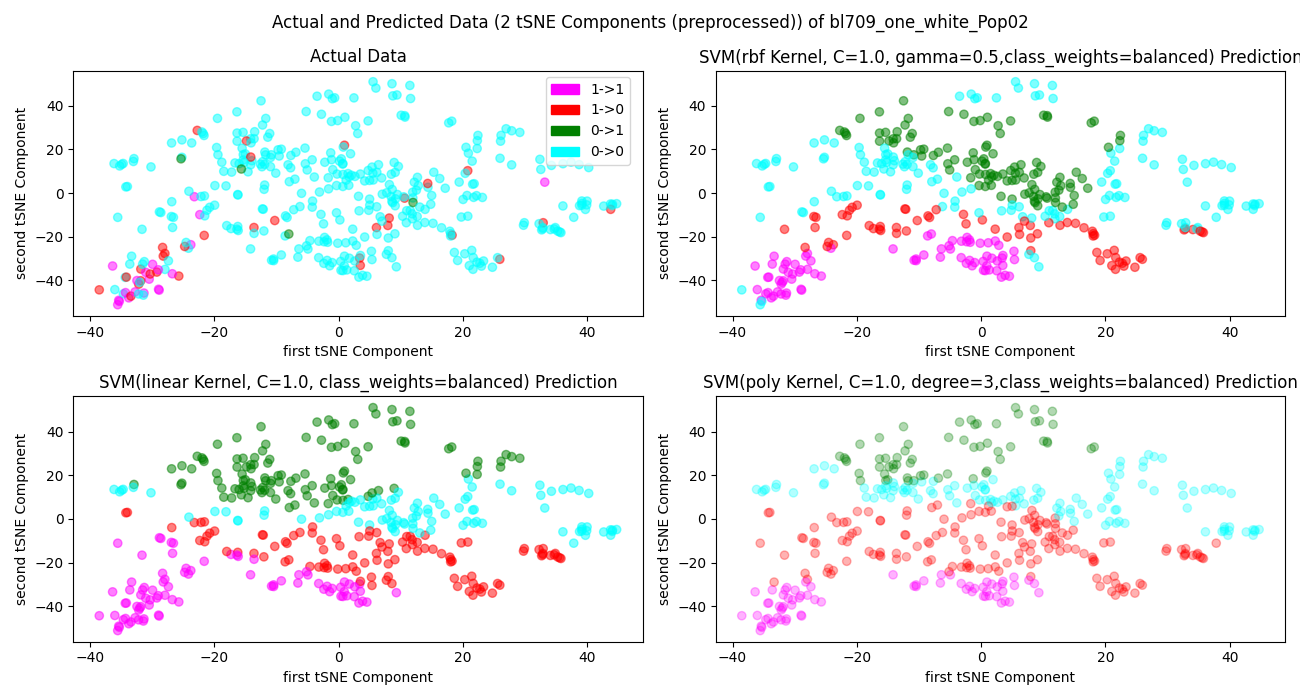 Actual and Predicted Data (2 tSNE Components (preprocessed)) of bl709_one_white_Pop02
Actual Data
second tSNE Component
40
20
0
−20
−40
1->1
1->0
0->1
0->0
−40 −20 0 20 40
first tSNE Component
SVM(rbf Kernel, C=1.0, gamma=0.5,class_weights=balanced) Prediction
second tSNE Component
40
20
0
−20
−40
−40 −20 0 20 40
first tSNE Component
SVM(linear Kernel, C=1.0, class_weights=balanced) Prediction
second tSNE Component
40
20
0
−20
−40
−40 −20 0 20 40
first tSNE Component
SVM(poly Kernel, C=1.0, degree=3,class_weights=balanced) Prediction
second tSNE Component
40
20
0
−20
−40
−40 −20 0 20 40
first tSNE Component